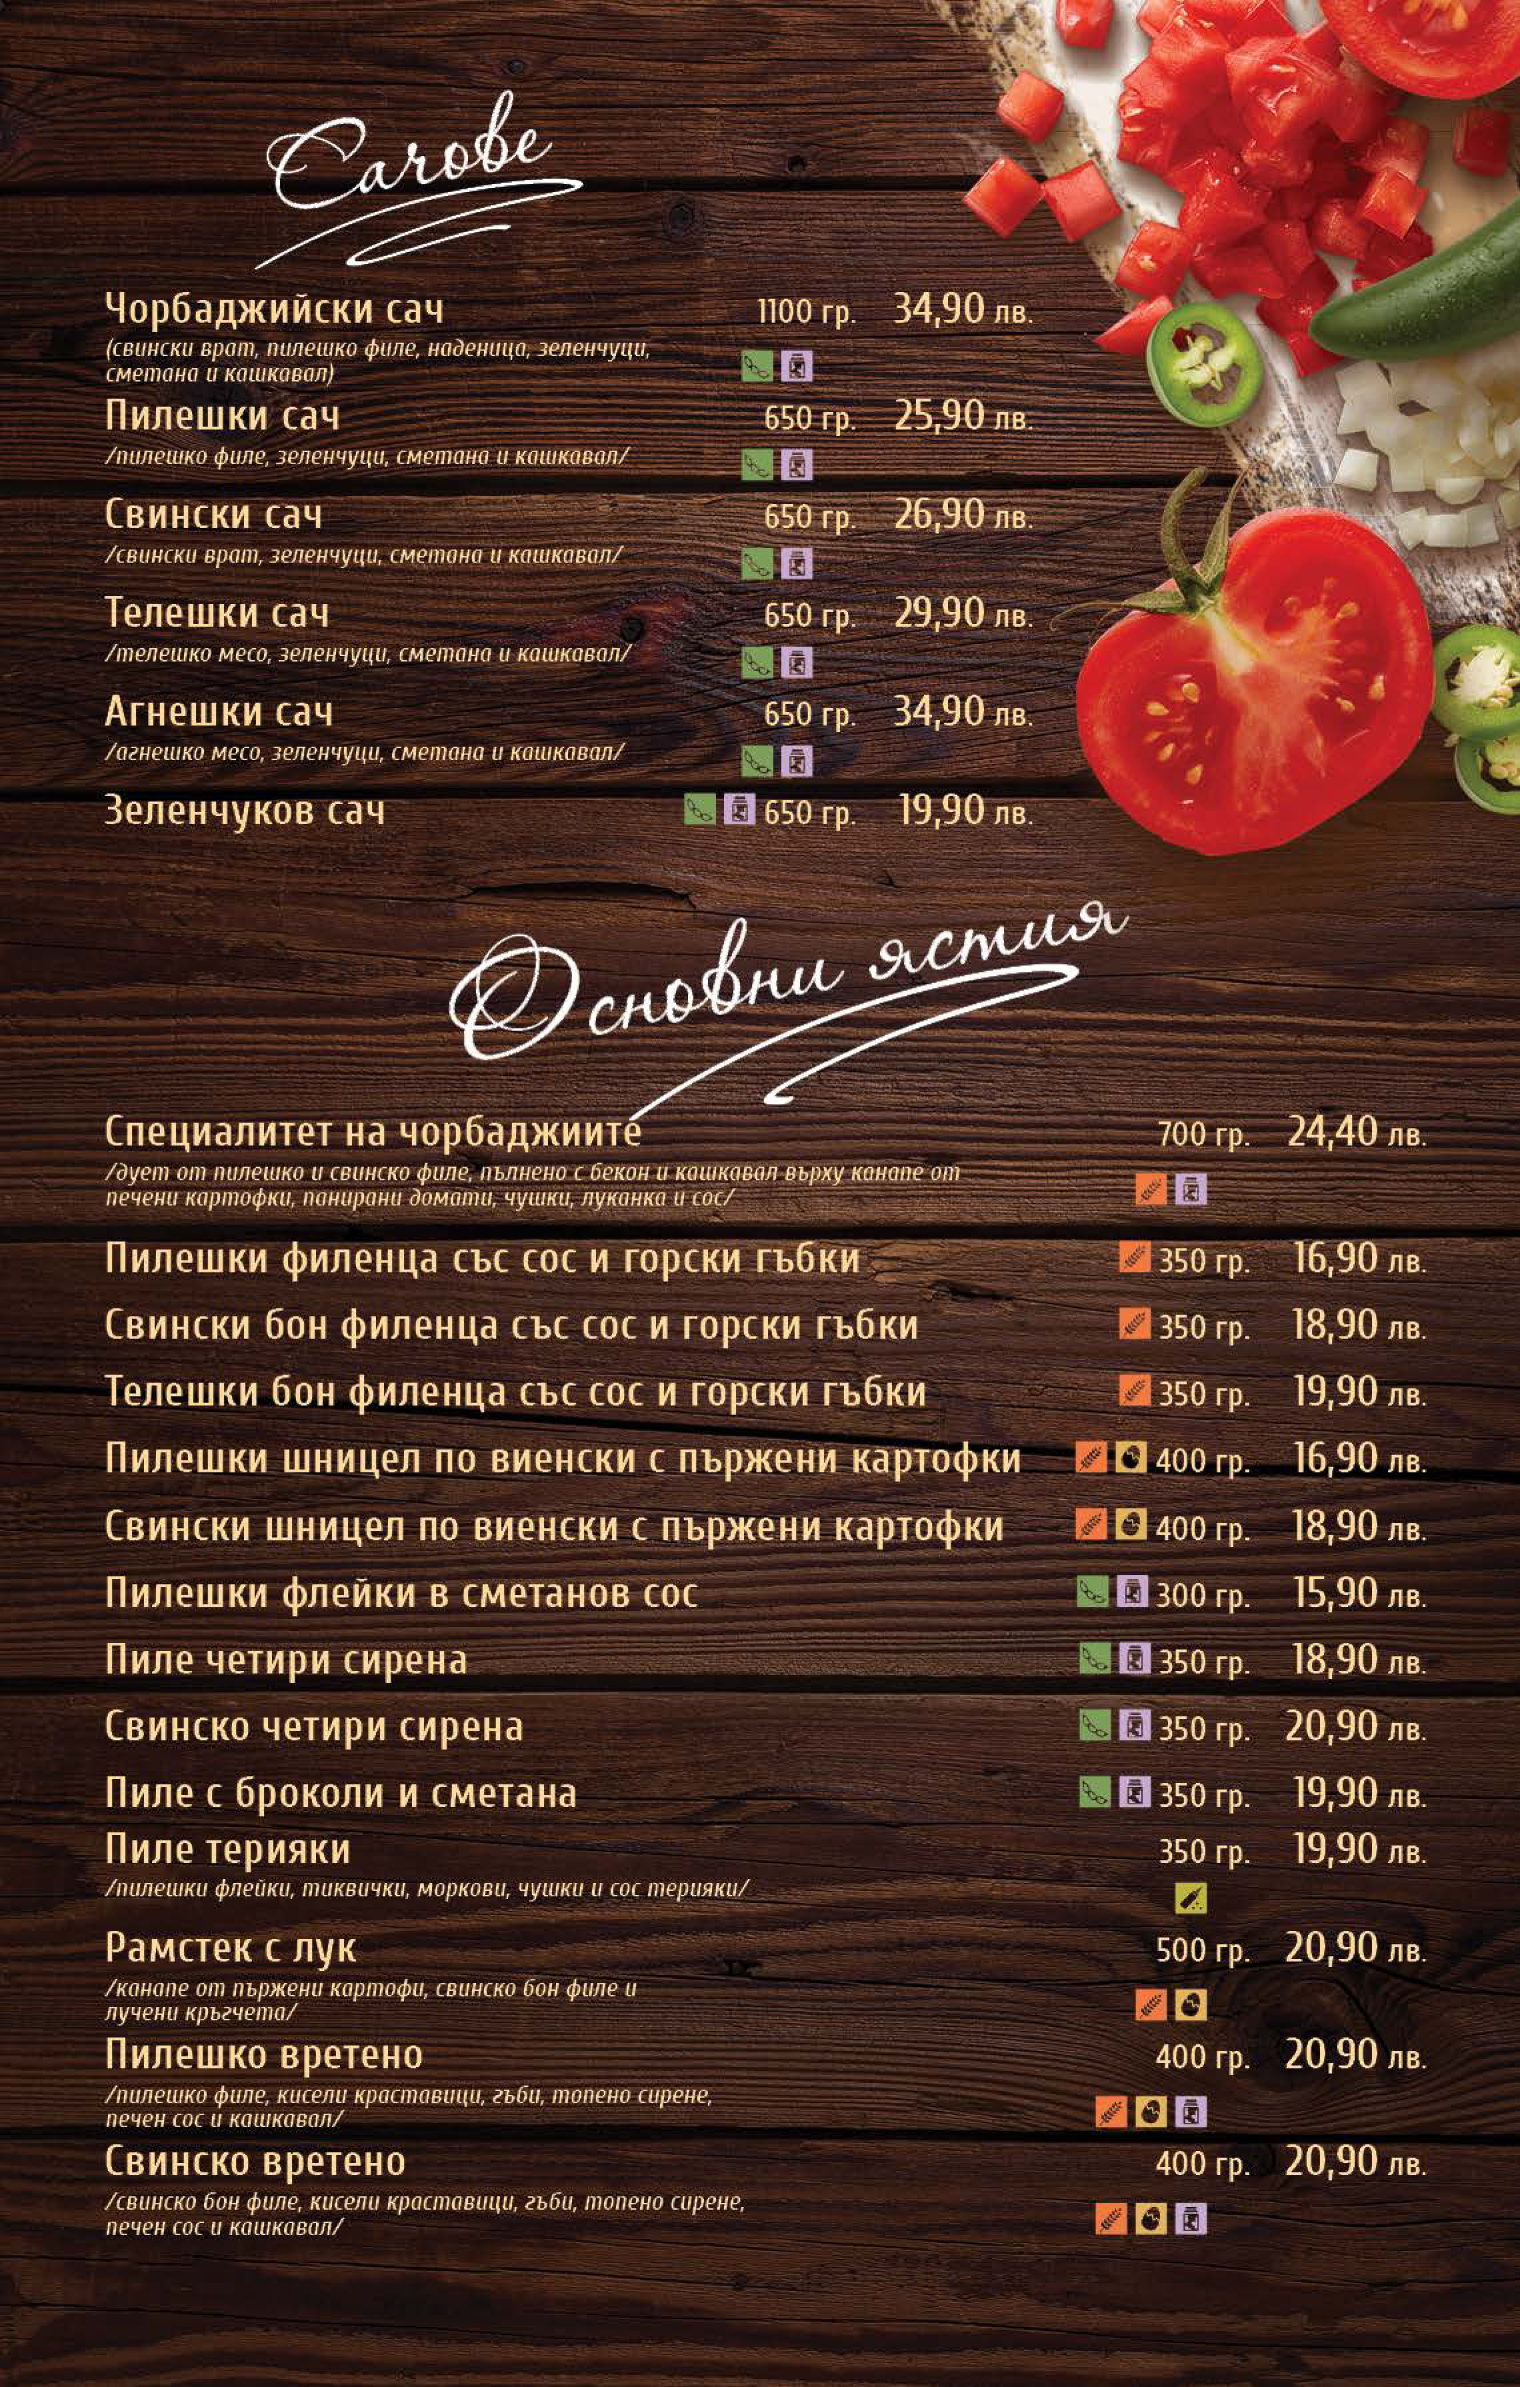 Сачове
Чорбаджийски сач 1100 гр. 34,90 лв.
(свински врат, пилешко филе, наденица, зеленчуци,
сметана и кашкавал)
Пилешки сач 650 гр. 25,90 лв.
/пилешко филе, зеленчуци, сметана и кашкавал/
Свински сач 650 гр. 26,90 лв.
/свински врат, зеленчуци, сметана и кашкавал/
Телешки сач 650 гр. 29,90 лв.
/телешко месо, зеленчуци, сметана и кашкавал/
Агнешки сач 650 гр. 34,90 лв.
/агнешко месо, зеленчуци, сметана и кашкавал/
Зеленчуков сач 650 гр. 19,90 лв.
Основни ястия
Специалитет на чорбаджиите 700 гр. 24,40 лв.
/дует от пилешко и свинско филе, пълнено с бекон и кашкавал върху канапе от
печени картофки, панирани домати, чушки, луканка и сос/
Пилешки филенца със сос и горски гъбки 350 гр. 16,90 лв.
Свински бон филенца със сос и горски гъбки 350 гр. 18,90 лв.
Телешки бон филенца със сос и горски гъбки 350 гр. 19,90 лв.
Пилешки шницел по виенски с пържени картофки 400 гр. 16,90 лв.
Свински шницел по виенски с пържени картофки 400 гр. 18,90 лв.
Пилешки флейки в сметанов сос 300 гр. 15,90 лв.
Пиле четири сирена 350 гр. 18,90 лв.
Свинско четири сирена 350 гр. 20,90 лв.
Пиле с броколи и сметана 350 гр. 19,90 лв.
Пиле терияки 350 гр. 19,90 лв.
/пилешки флейки, тиквички, моркови, чушки и сос терияки/
Рамстек с лук 500 гр. 20,90 лв.
/канапе от пържени картофи, свинско бон филе и
лучени кръгчета/
Пилешко вретено 400 гр. 20,90 лв.
/пилешко филе, кисели краставици, гъби, топено сирене,
печен сос и кашкавал/
Свинско вретено 400 гр. 20,90 лв.
/свинско бон филе, кисели краставици, гъби, топено сирене,
печен сос и кашкавал/